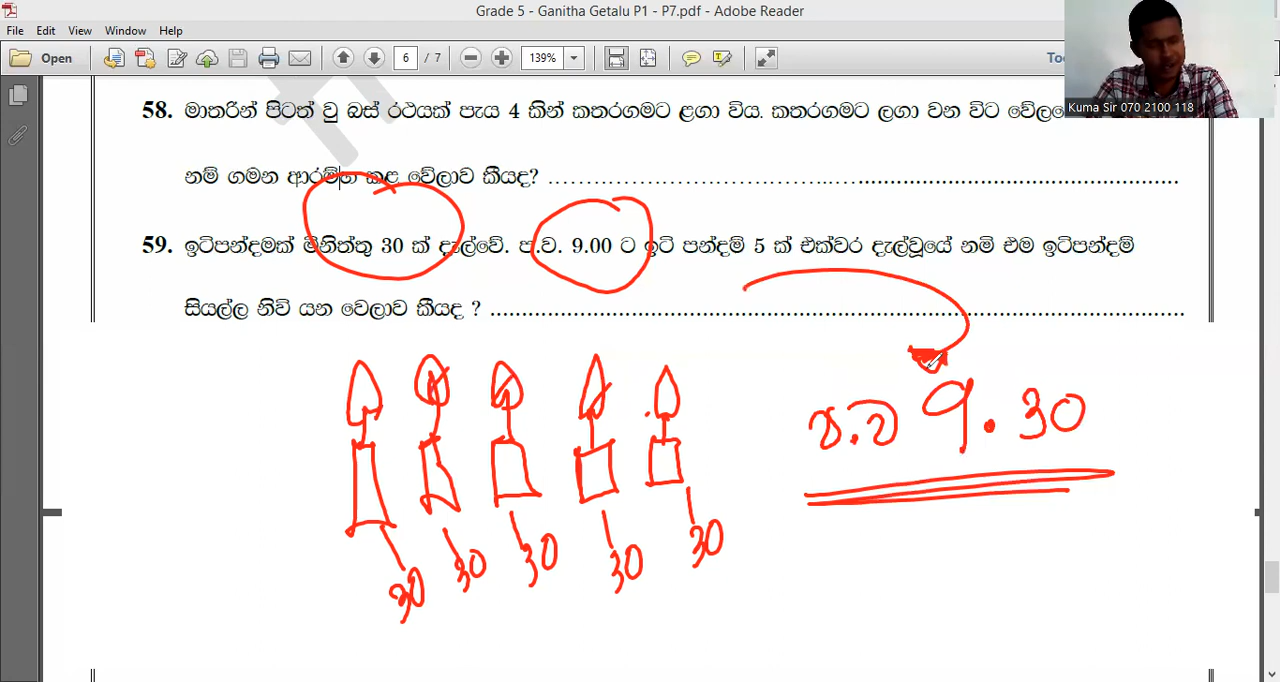 Grade 5 - Ganitha Getalu P1 - P7.pdf - Adobe Reader
File Edit View Window Help
Open 6 / 7 139%
Kuma Sir 070 2100 118
58. මාතරින් පිටත් වු බස් රථයක් පැය 4 කින් කතරගමට ළගා විය. කතරගමට ලගා වන විට
නම් ගමන ආරම්භ කළ වේලාව කීයද? ........................................
59. ඉටිපන්දමක් මිනිත්තු 30 ක් දැල්වේ. ප.ව. 9.00 ට ඉටි පන්දම් 5 ක් එක්වර දැල්වූයේ නම් එම ඉටිපන්දම්
සියල්ල නිවි යන වෙලාව කීයද ? ........................................
ප.ව 9.30
30 30 30 30 30